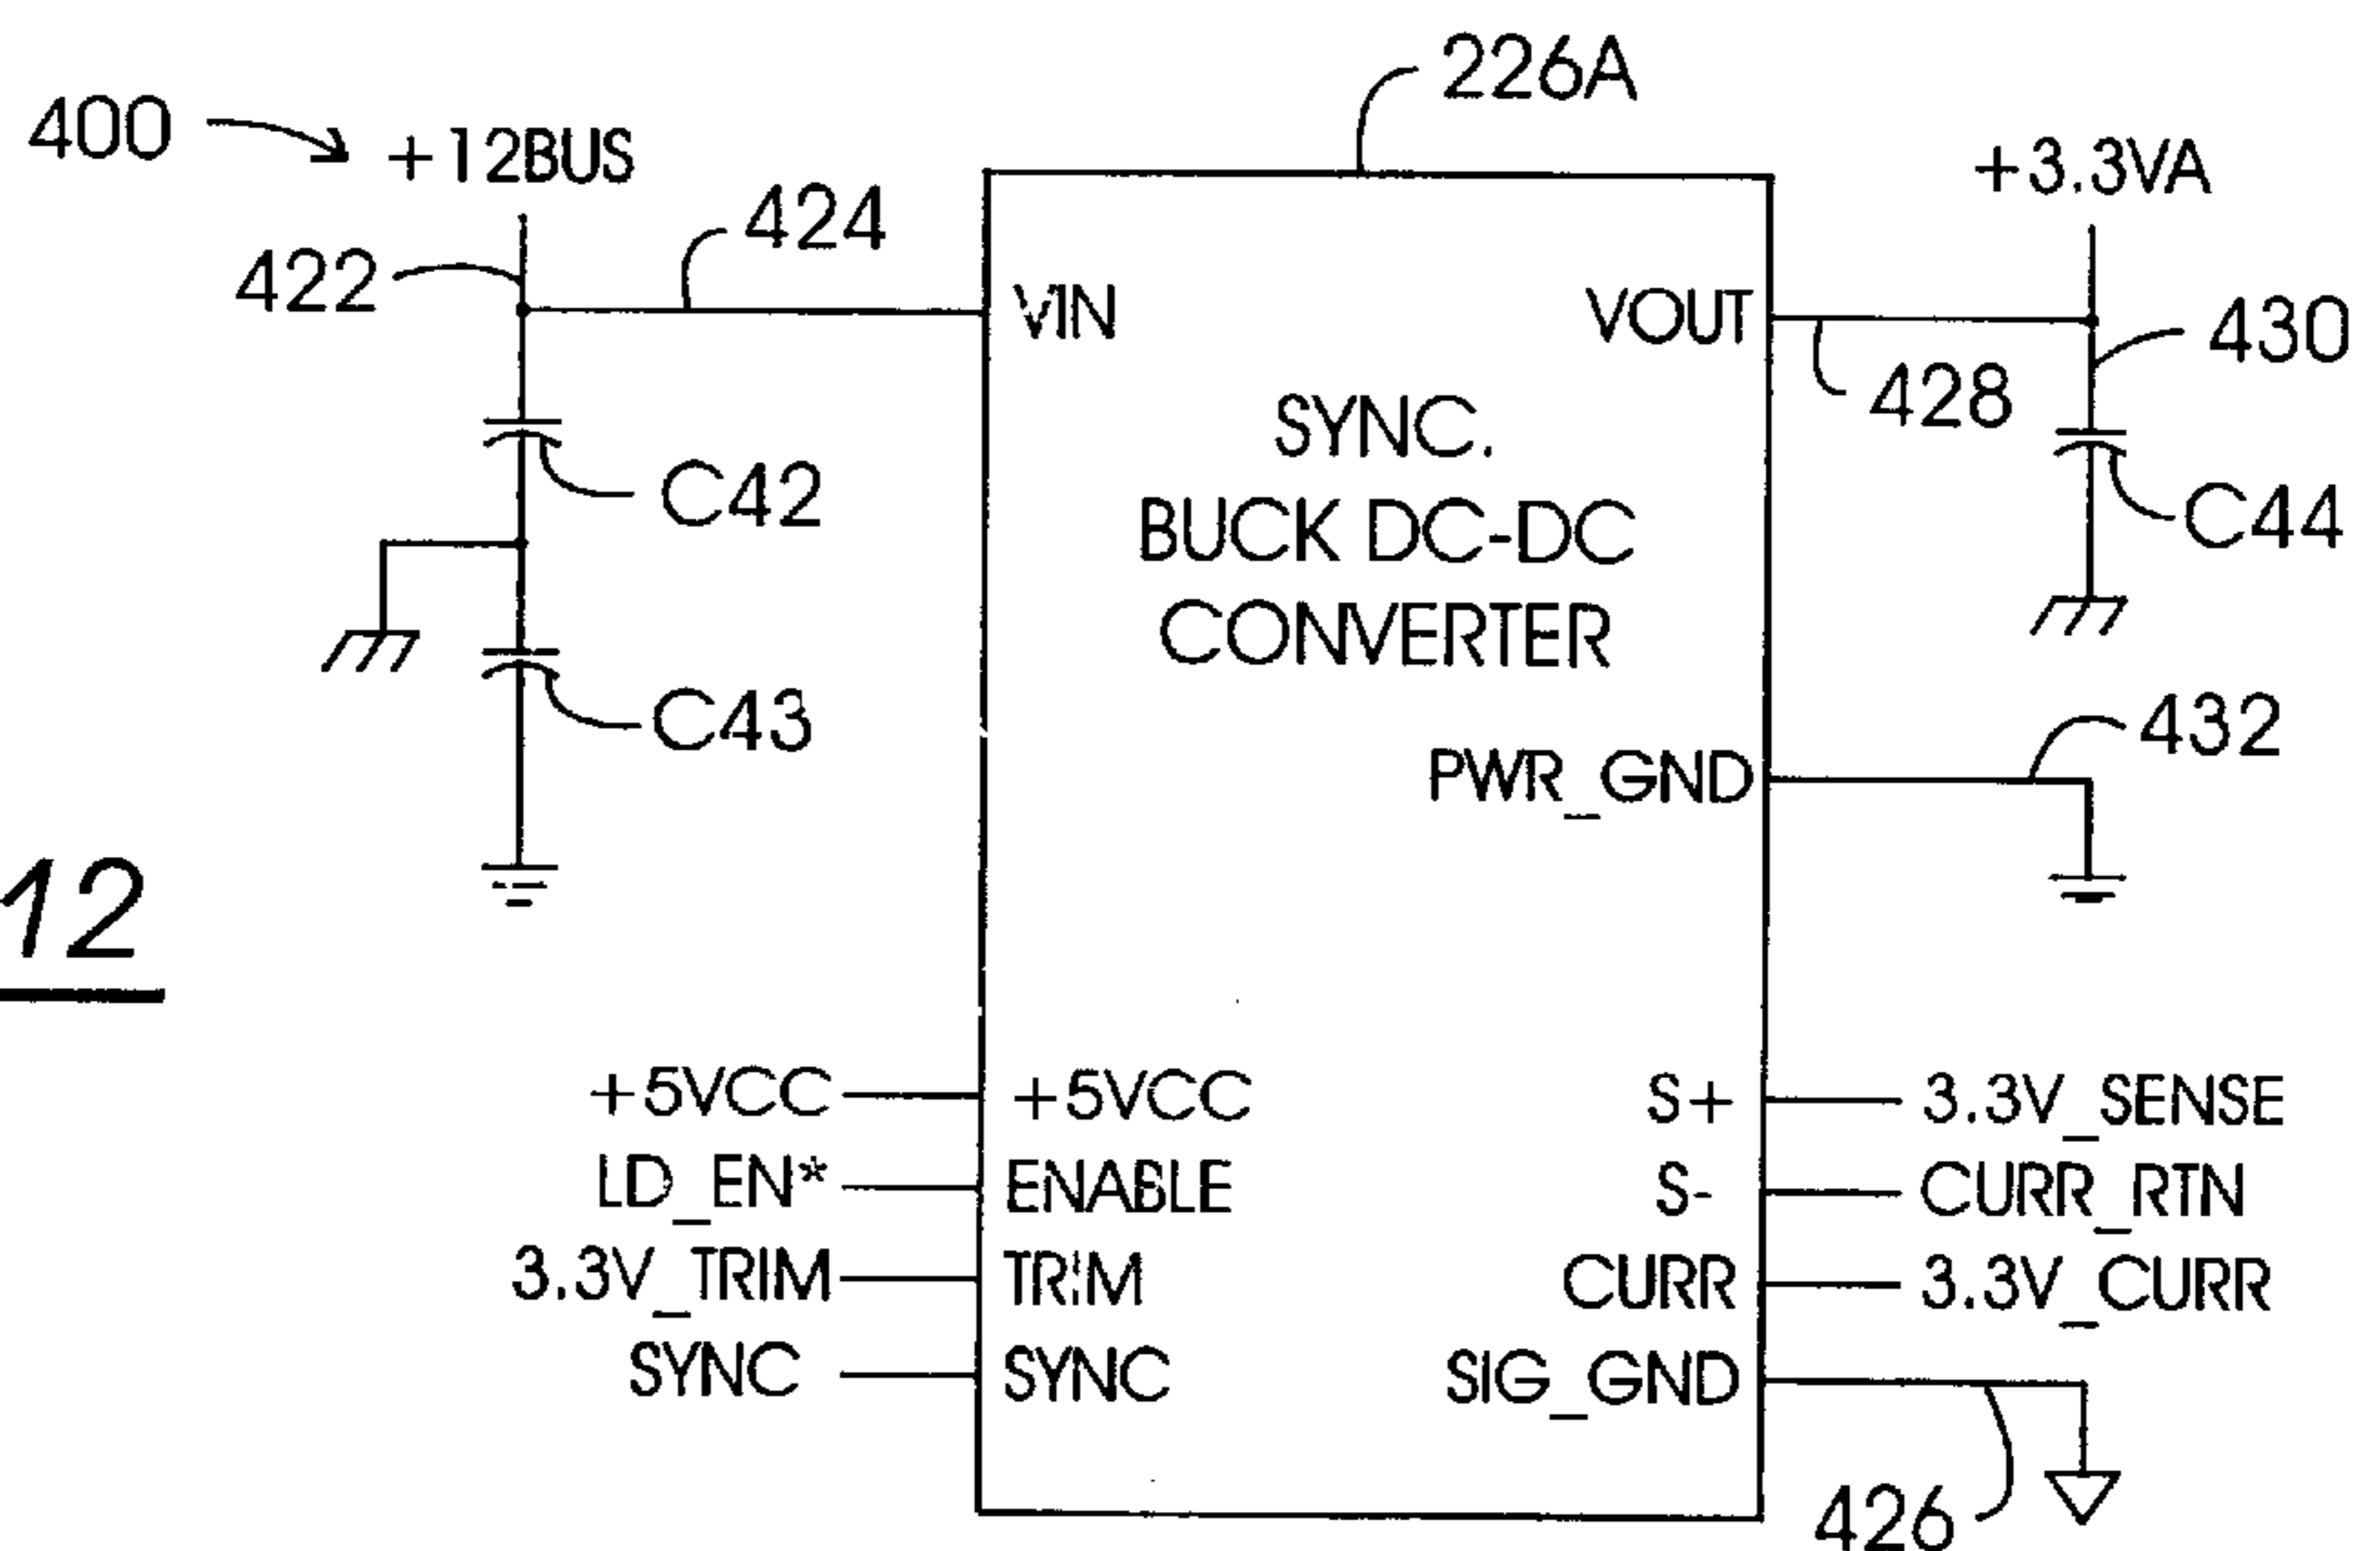 226A
400
+12BUS
+3.3VA
424
422
VIN
VOUT
430
428
SYNC.
BUCK DC-DC
CONVERTER
C42
C44
C43
432
PWR_GND
12
+5VCC
+5VCC
S+
3.3V_SENSE
LD_EN*
ENABLE
S-
CURR_RTN
3.3V_TRIM
TRIM
CURR
3.3V_CURR
SYNC
SYNC
SIG_GND
426